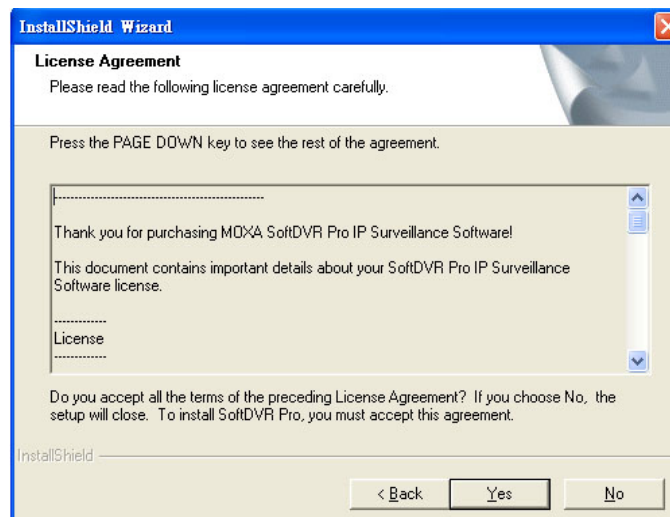 InstallShield Wizard
License Agreement
Please read the following license agreement carefully.
Press the PAGE DOWN key to see the rest of the agreement.
--------------------------------------------------
Thank you for purchasing MOXA SoftDVR Pro IP Surveillance Software!
This document contains important details about your SoftDVR Pro IP Surveillance
Software license.
-------------
License
-------------
Do you accept all the terms of the preceding License Agreement? If you choose No, the
setup will close. To install SoftDVR Pro, you must accept this agreement.
InstallShield
< Back
Yes
No